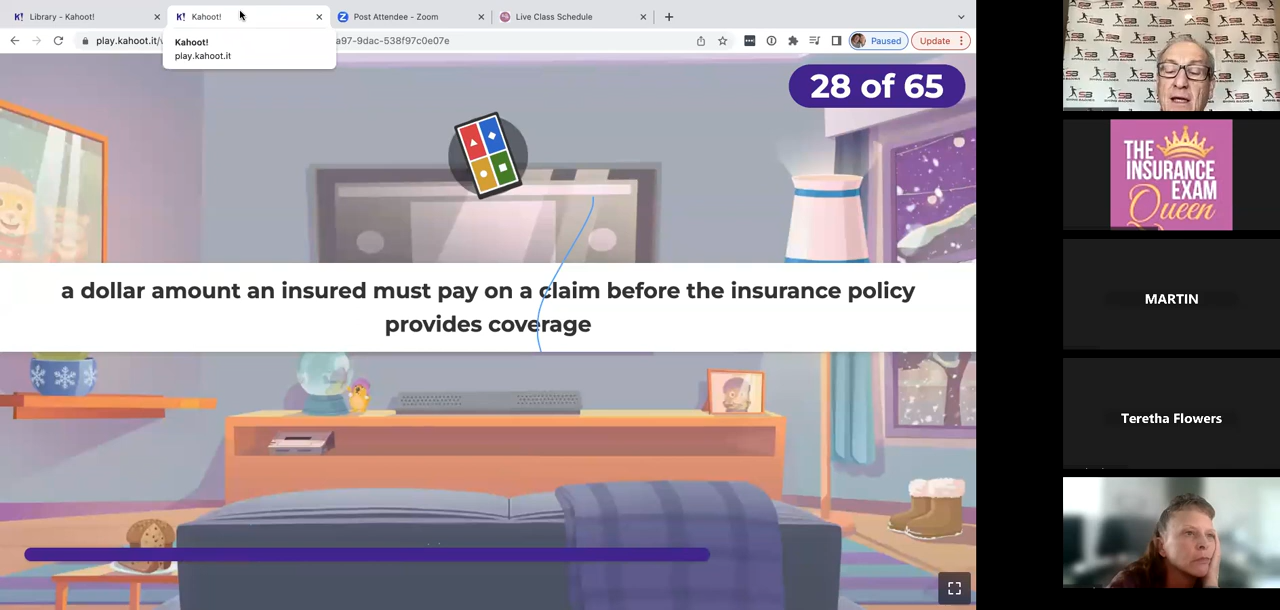 Library - Kahoot!
Kahoot!
Post Attendee - Zoom
Live Class Schedule
play.kahoot.it/v
a97-9dac-538f97c0e07e
Paused
Update
Kahoot!
play.kahoot.it
28 of 65
a dollar amount an insured must pay on a claim before the insurance policy
provides coverage
THE
INSURANCE
EXAM
Queen
MARTIN
Teretha Flowers